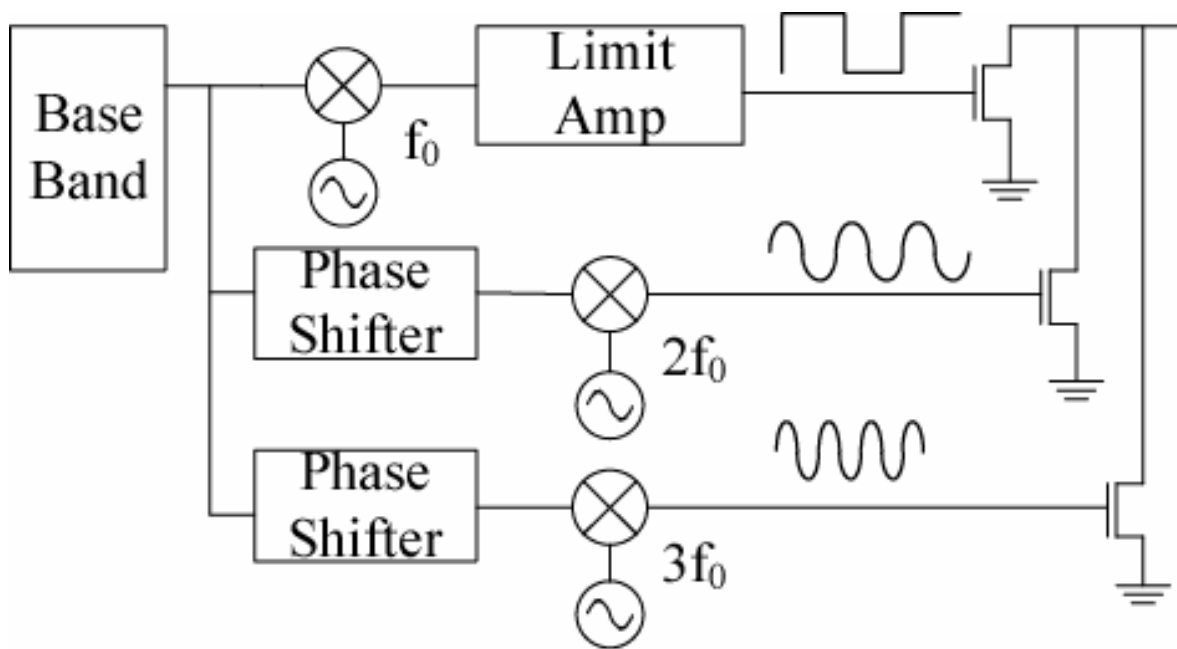 Base
Band
f₀
Limit
Amp
Phase
Shifter
2f₀
Phase
Shifter
3f₀